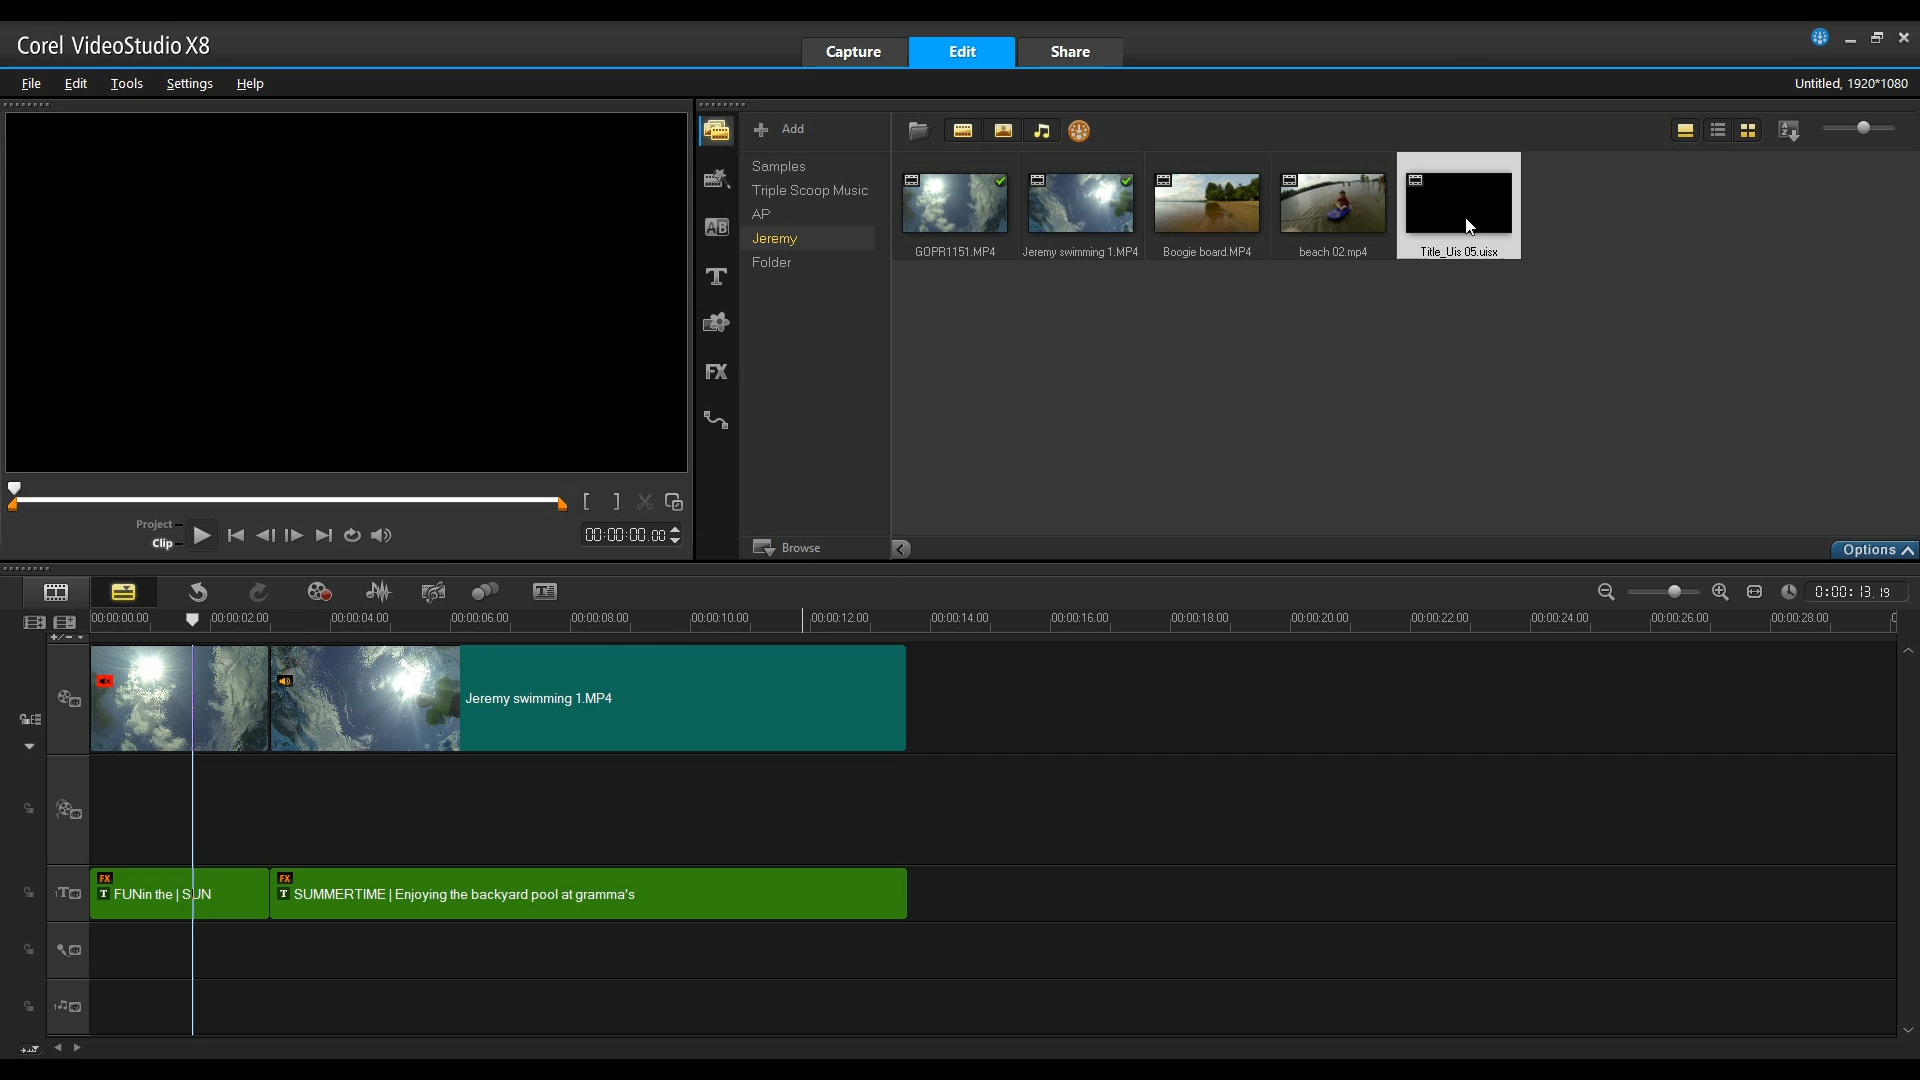 Corel VideoStudio X8
Capture Edit Share
File Edit Tools Settings Help
Untitled, 1920*1080
Add
Samples
Triple Scoop Music
AP
Jeremy
Folder
AB
T
FX
GOPR1151.MP4
Jeremy swimming 1.MP4
Boogie board.MP4
beach 02.mp4
Title_Uis 05.uisx
Project
Clip
00:00:00.00
Browse
Options
0:00:13.19
00:00:00.00 00:00:02.00 00:00:04.00 00:00:06.00 00:00:08.00 00:00:10.00 00:00:12.00 00:00:14.00 00:00:16.00 00:00:18.00 00:00:20.00 00:00:22.00 00:00:24.00 00:00:26.00 00:00:28.00
Jeremy swimming 1.MP4
FX
T FUNin the | SUN
FX
T SUMMERTIME | Enjoying the backyard pool at gramma's